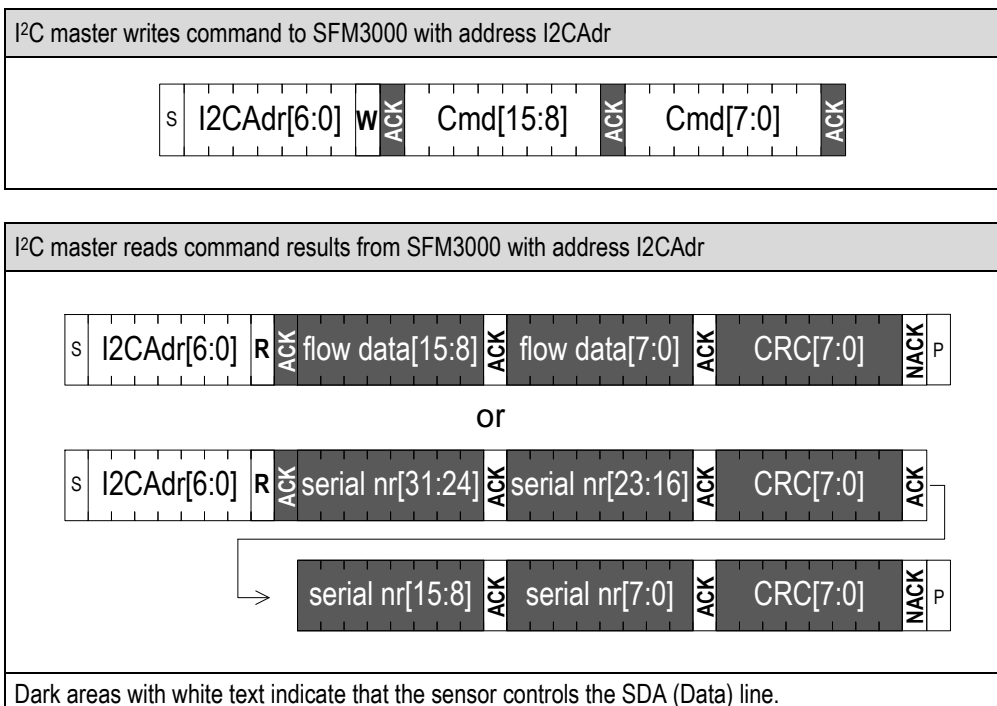 I²C master writes command to SFM3000 with address I2CAdr
S I2CAdr[6:0] W ACK Cmd[15:8] ACK Cmd[7:0] ACK
I²C master reads command results from SFM3000 with address I2CAdr
S I2CAdr[6:0] R ACK flow data[15:8] ACK flow data[7:0] ACK CRC[7:0] NACK P
or
S I2CAdr[6:0] R ACK serial nr[31:24] ACK serial nr[23:16] ACK CRC[7:0] ACK
serial nr[15:8] ACK serial nr[7:0] ACK CRC[7:0] NACK P
Dark areas with white text indicate that the sensor controls the SDA (Data) line.